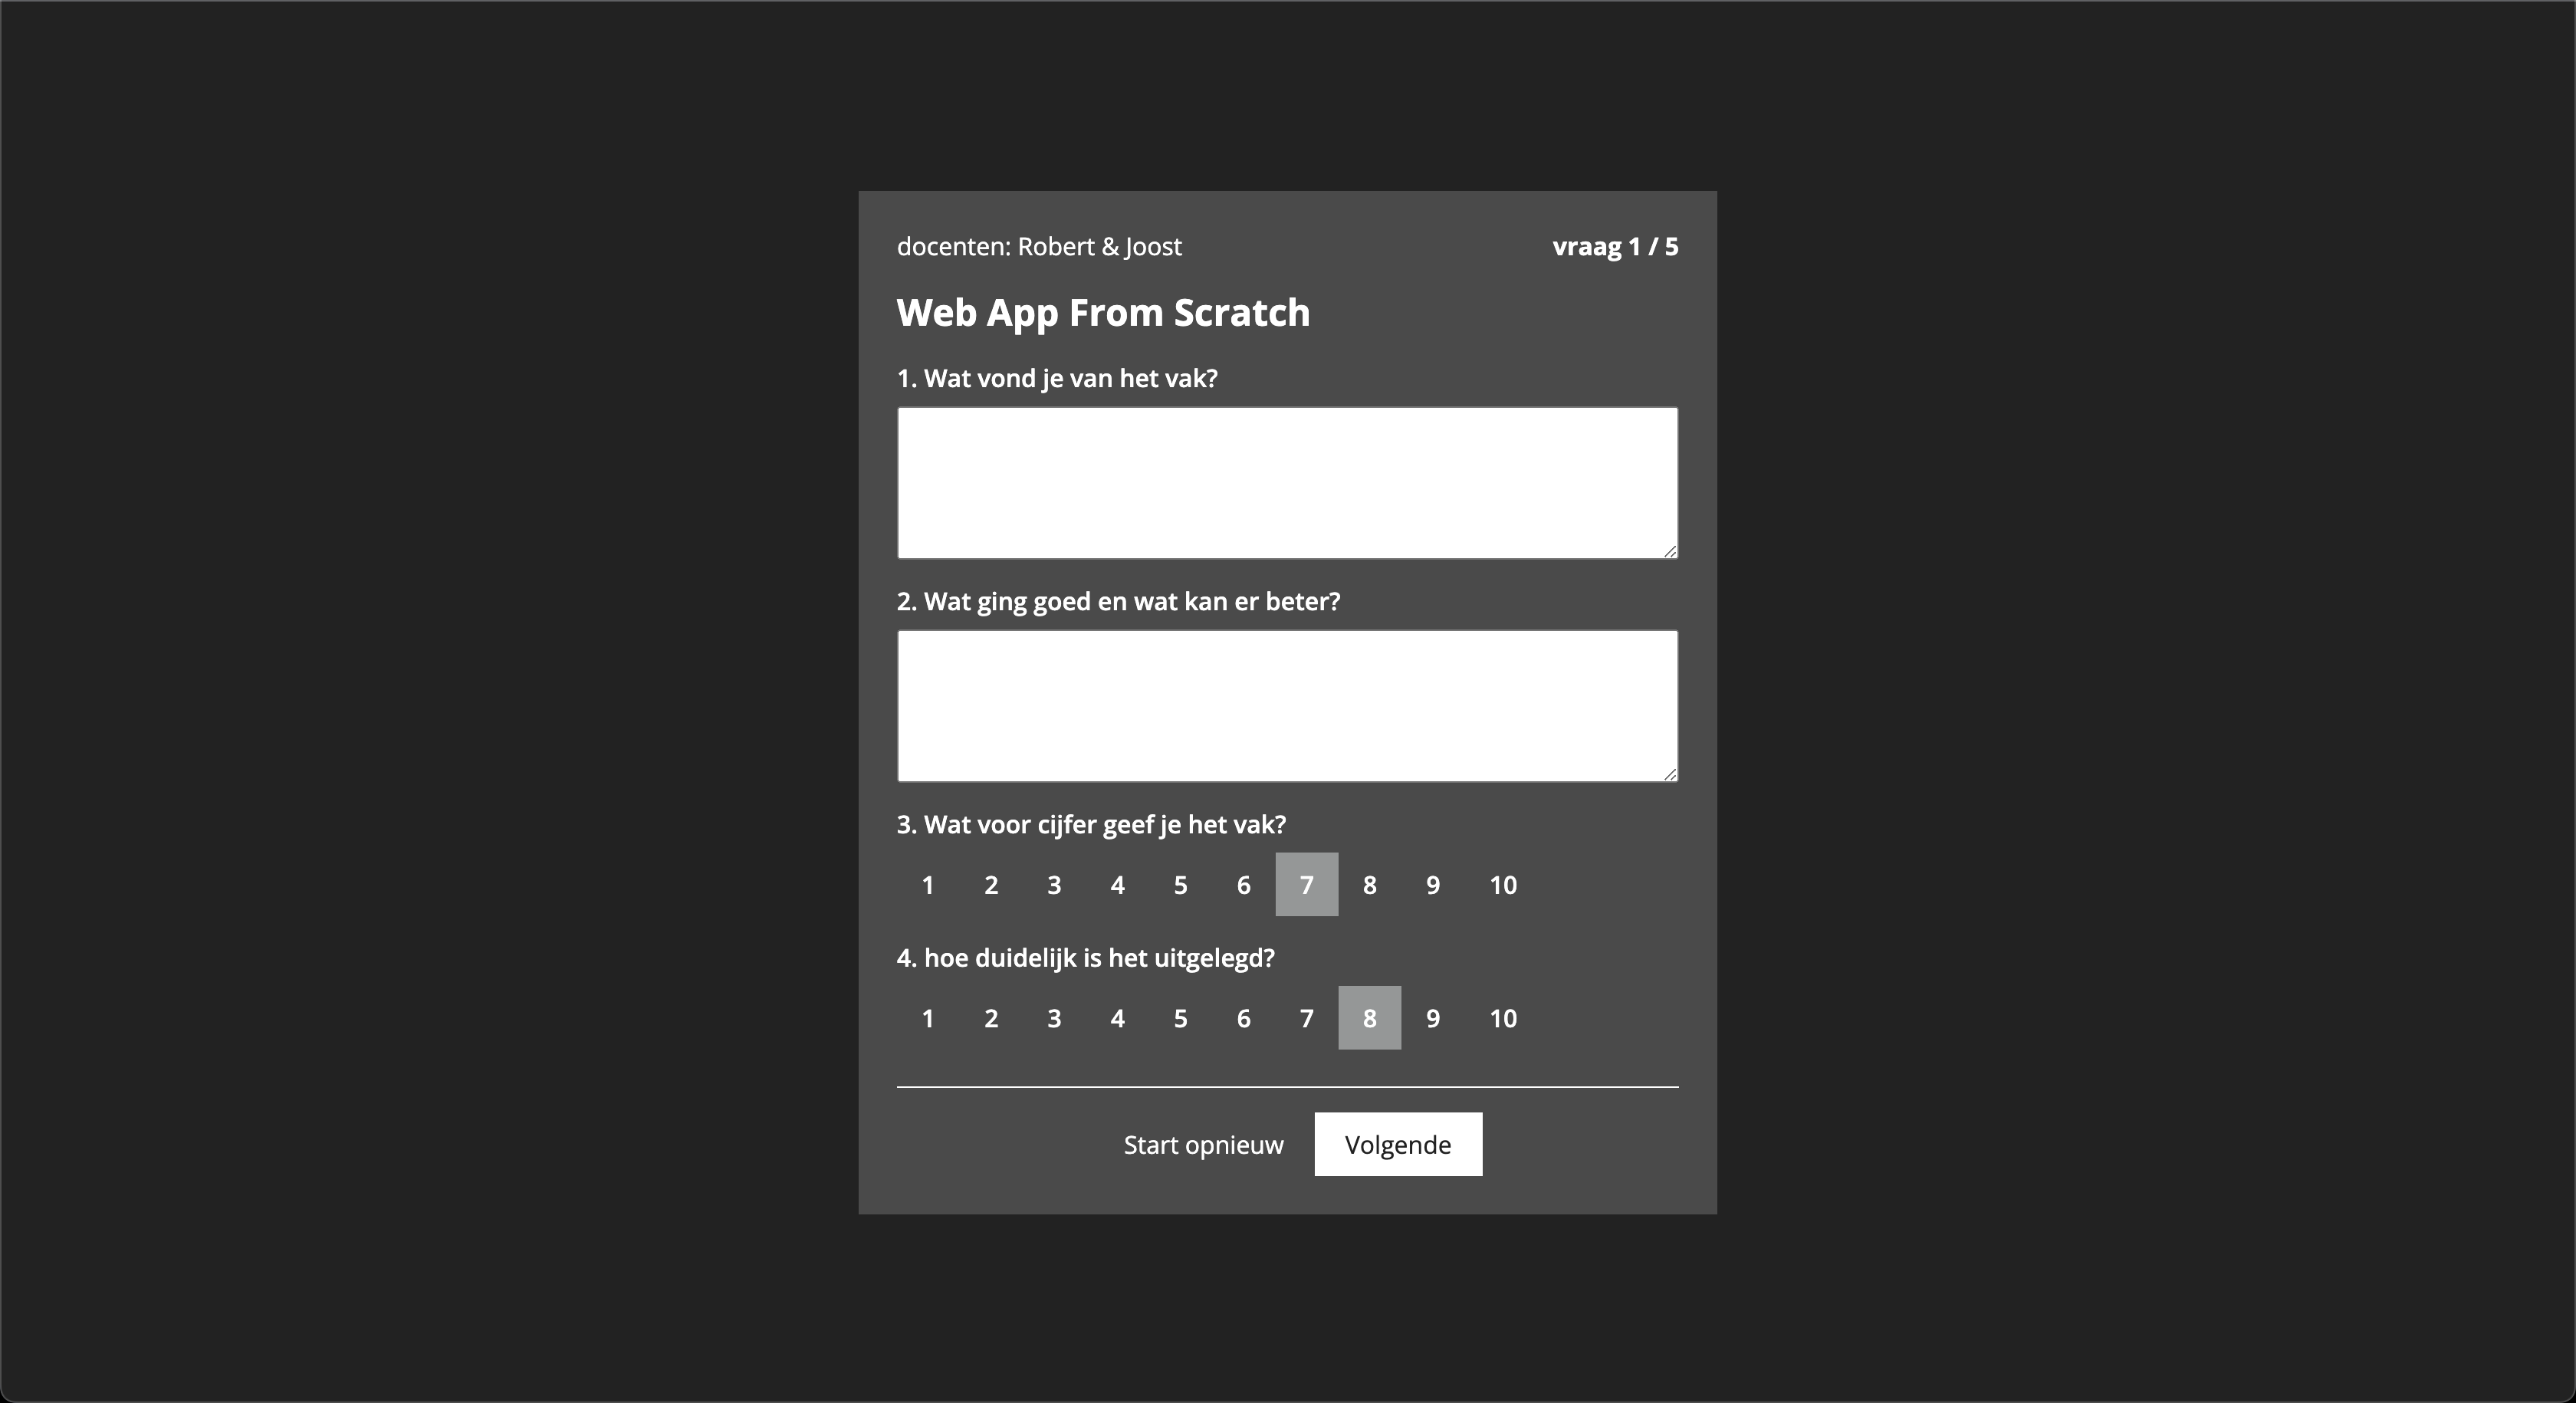 docenten: Robert & Joost vraag 1 / 5
Web App From Scratch
1. Wat vond je van het vak?
2. Wat ging goed en wat kan er beter?
3. Wat voor cijfer geef je het vak?
1 2 3 4 5 6 7 8 9 10
4. hoe duidelijk is het uitgelegd?
1 2 3 4 5 6 7 8 9 10
Start opnieuw Volgende